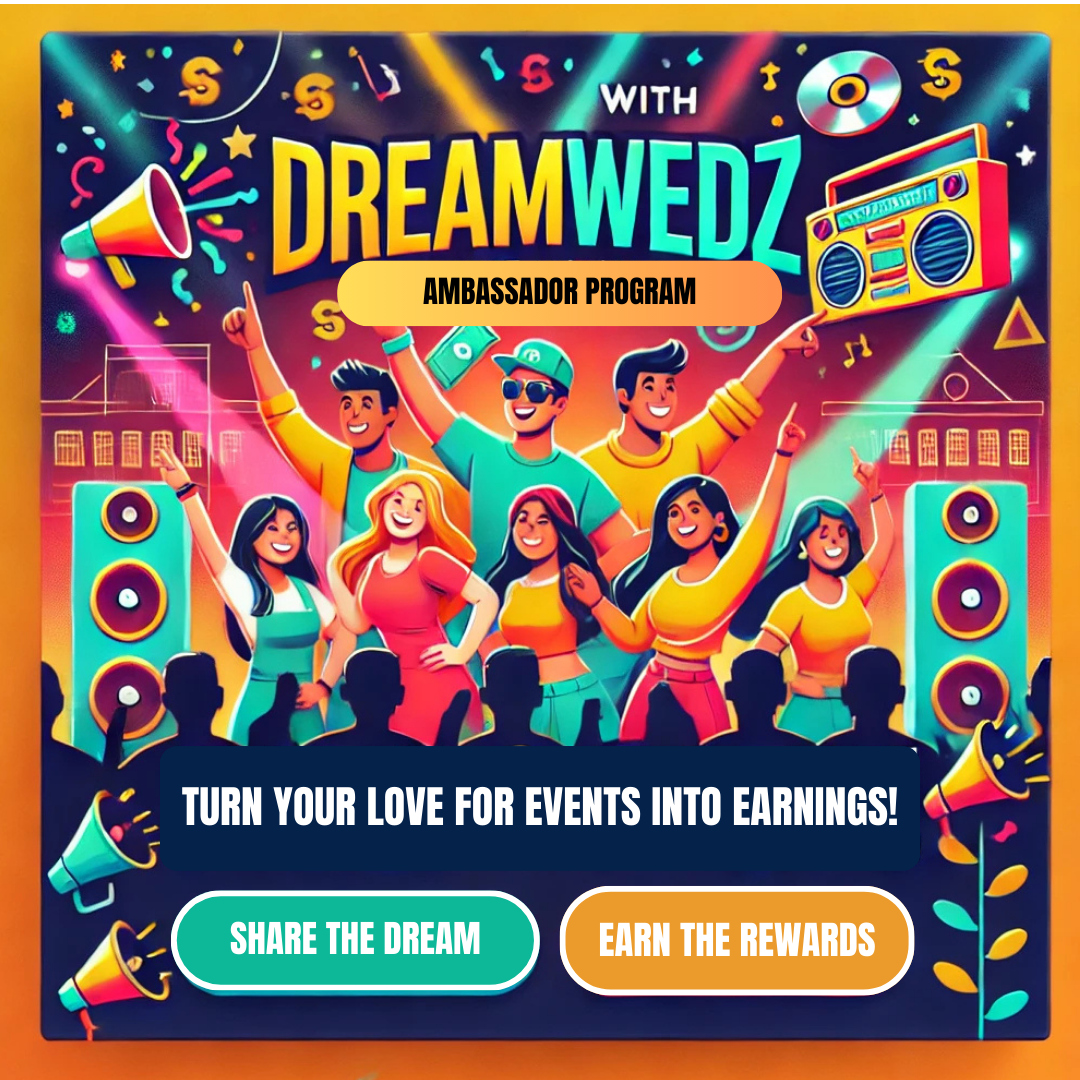 WITH
DREAMWEDZ
AMBASSADOR PROGRAM
TURN YOUR LOVE FOR EVENTS INTO EARNINGS!
SHARE THE DREAM
EARN THE REWARDS